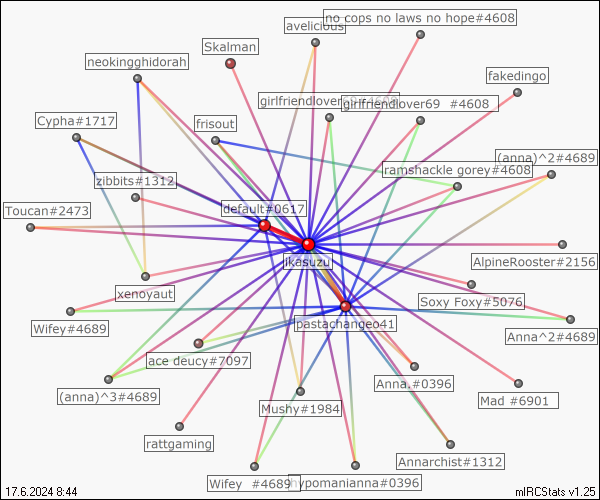 no cops no laws no hope#4608
avelicious
Skalman
neokingghidorah
fakedingo
girlfriendlover69 #4608
frisout
Cypha#1717
(anna)^2#4689
ramshackle gorey#4608
zibbits#1312
default#0617
Toucan#2473
ikasuzu
AlpineRooster#2156
xenoyaut
Soxy Foxy#5076
pastachangeo41
Wifey#4689
Anna^2#4689
ace deucy#7097
Anna,#0396
(anna)^3#4689
Mushy#1984
Mad #6901
rattgaming
Annarchist#1312
Wifey #4689
hypomanianna#0396
17.6.2024 8:44
mIRCStats v1.25